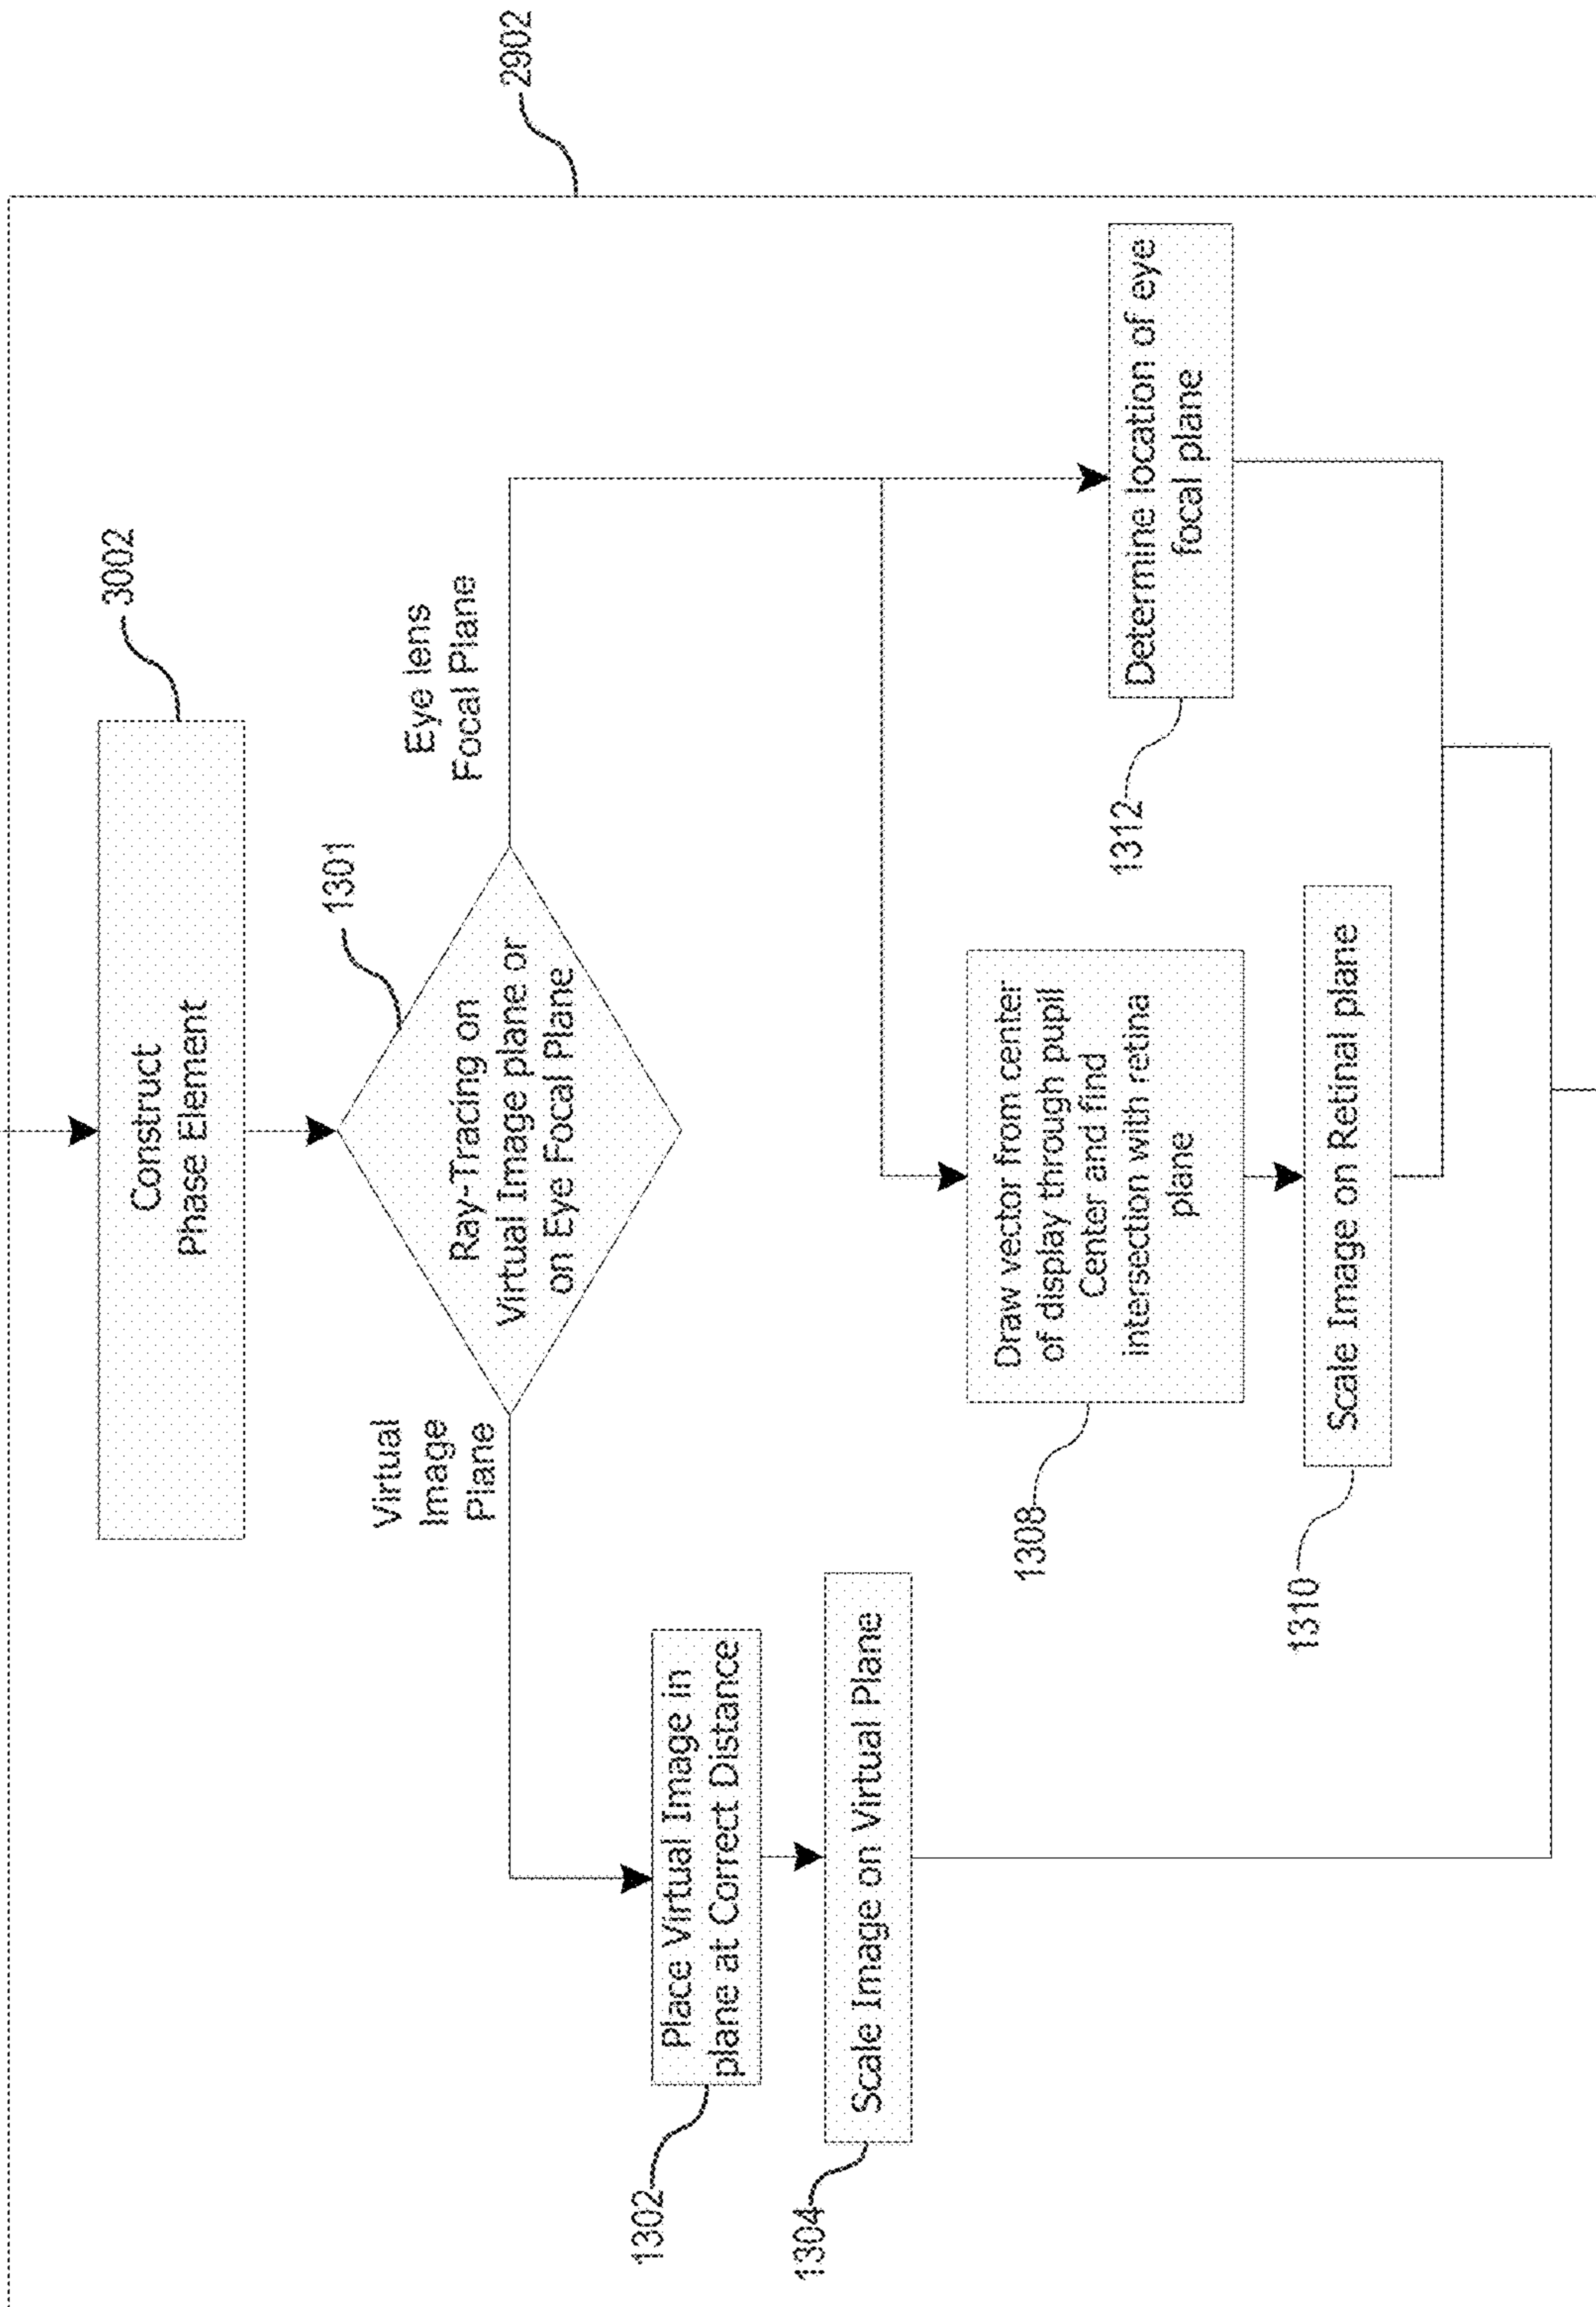 2902
3002
Construct
Phase Element
1301
Ray-Tracing on
Virtual Image plane or
on Eye Focal Plane
Virtual
Image
Plane
Eye lens
Focal Plane
1302
Place Virtual Image in
plane at Correct Distance
1304
Scale Image on Virtual Plane
1308
Draw vector from center
of display through pupil
Center and find
intersection with retina
plane
1310
Scale Image on Retinal plane
1312
Determine location of eye
focal plane